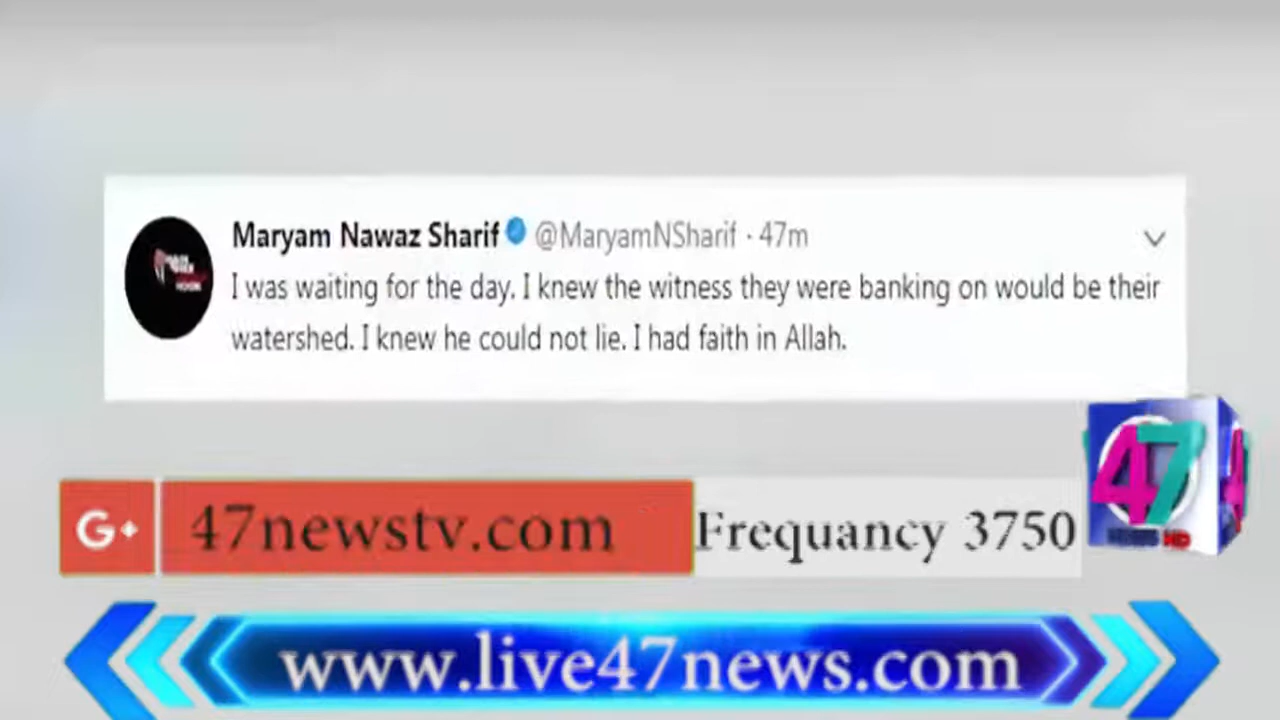 Maryam Nawaz Sharif @MaryamNSharif · 47m
I was waiting for the day. I knew the witness they were banking on would be their
watershed. I knew he could not lie. I had faith in Allah.
47
NEWS HD
G+ 47newstv.com Frequancy 3750
www.live47news.com